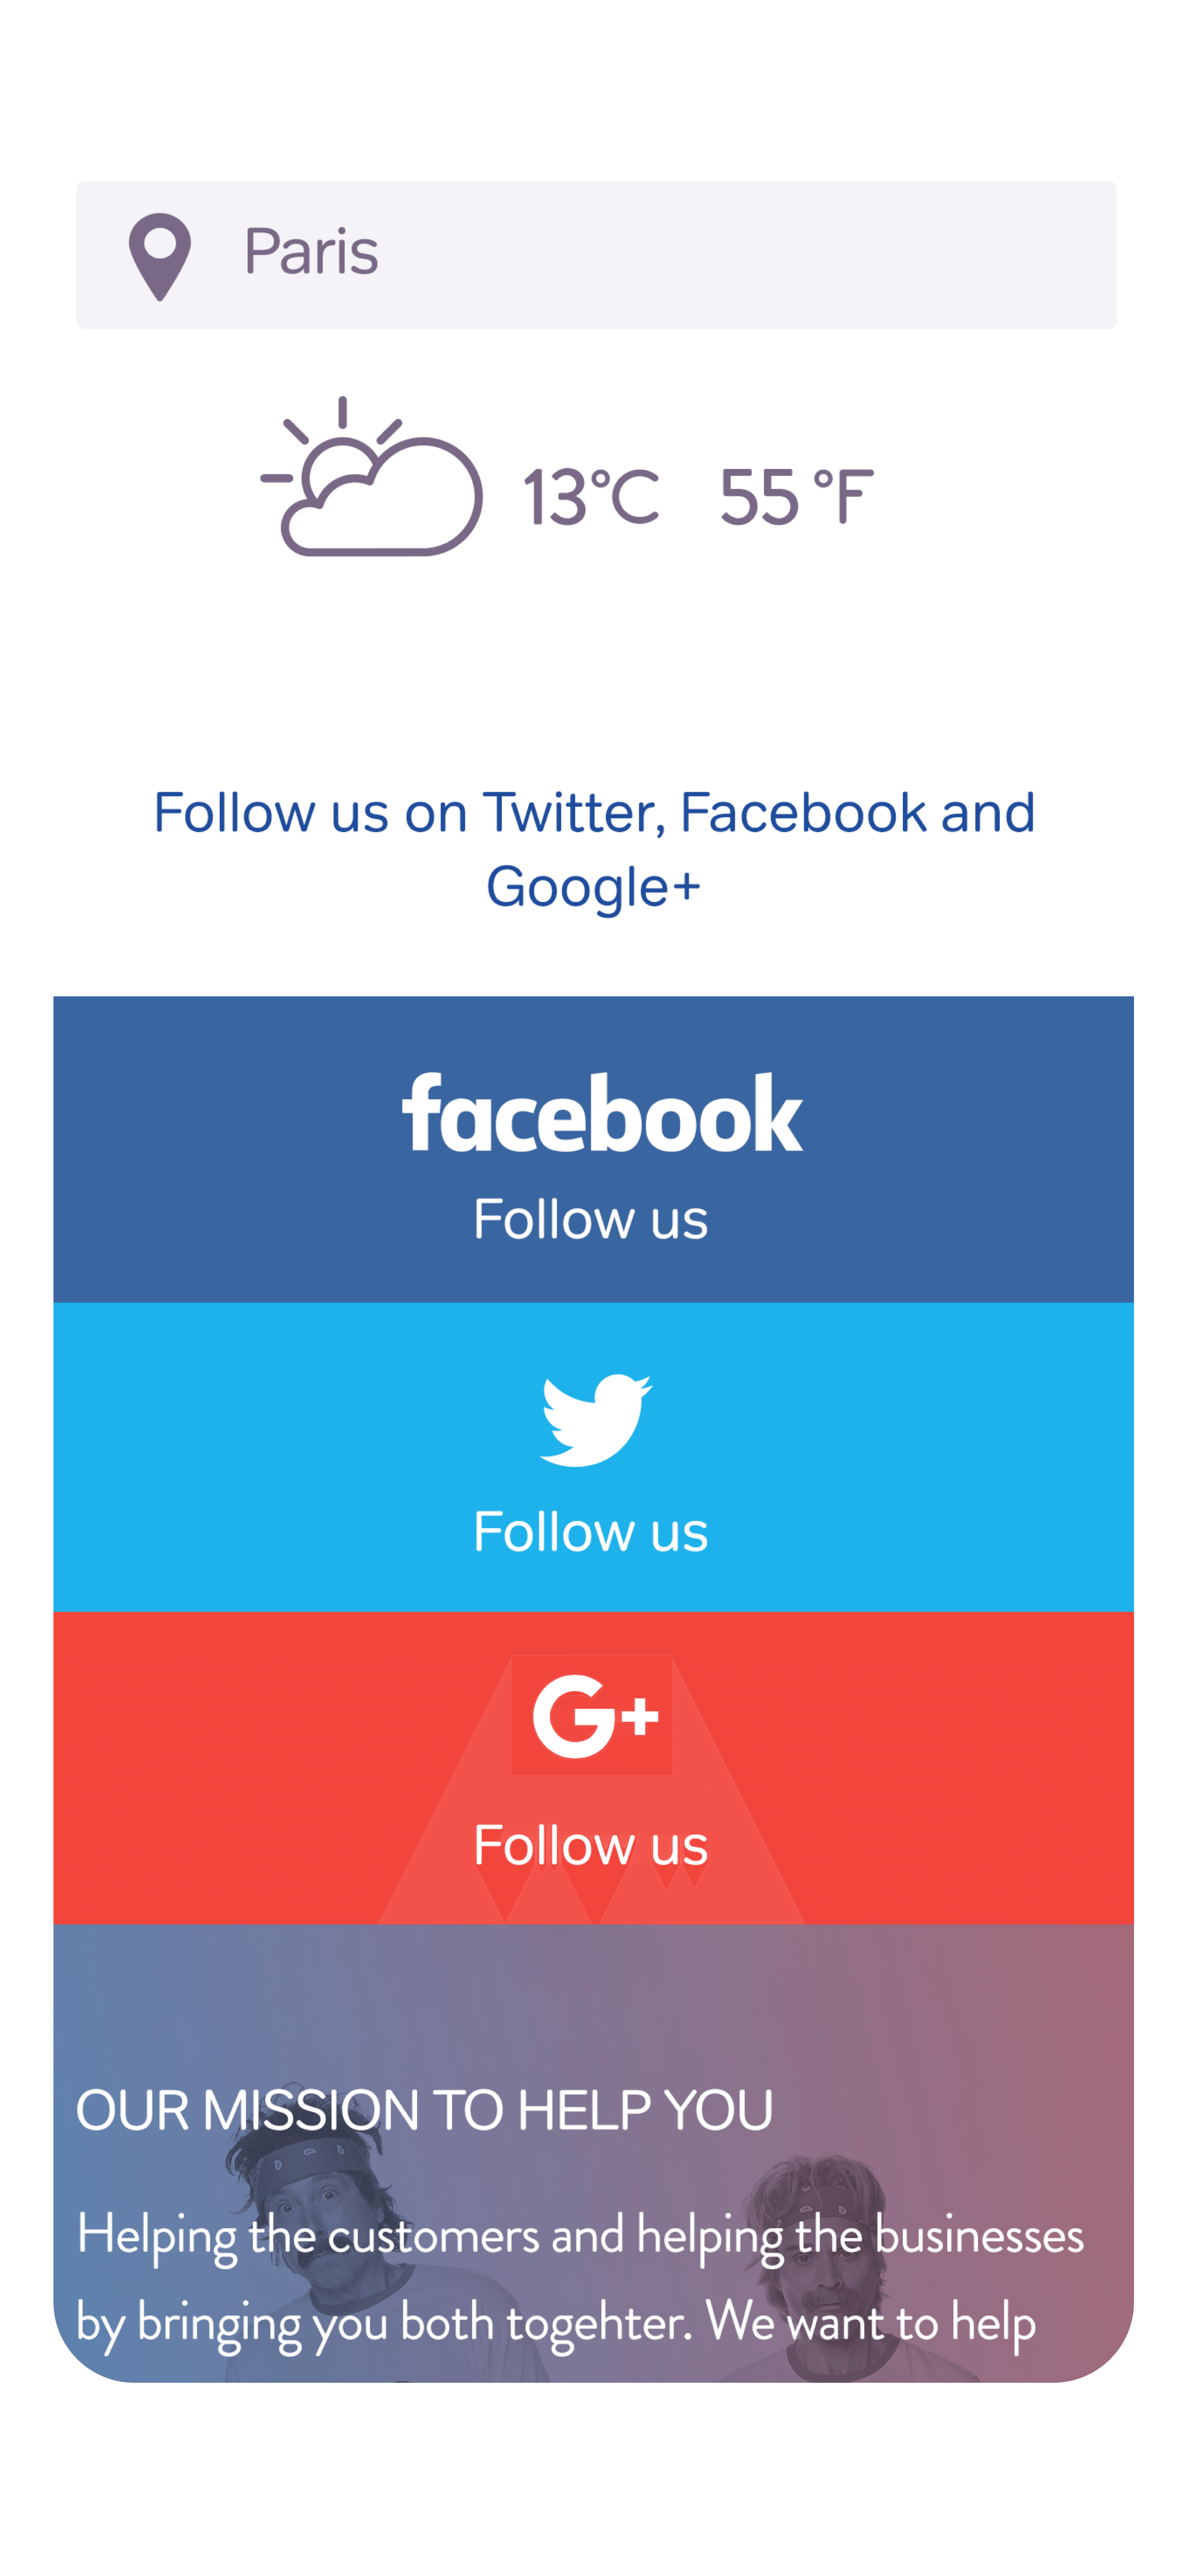 Paris
13°C 55 °F
Follow us on Twitter, Facebook and
Google+
facebook
Follow us
Follow us
G+
Follow us
OUR MISSION TO HELP YOU
Helping the customers and helping the businesses
by bringing you both togehter. We want to help